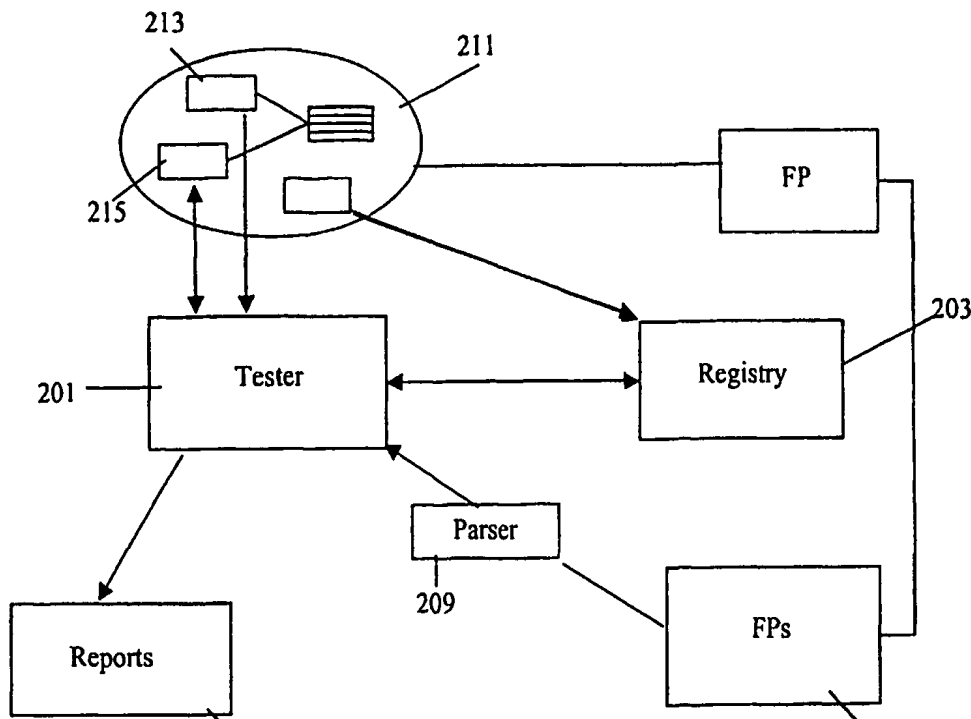 213
211
FP
215
203
Tester
Registry
201
Parser
209
FPs
Reports